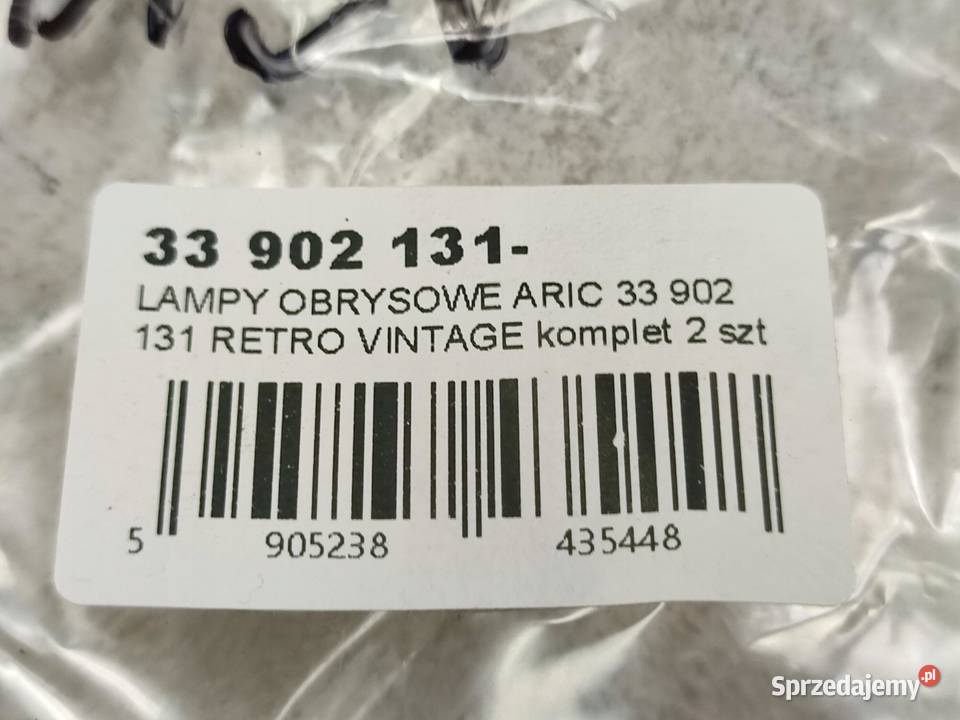 33 902 131-
LAMPY OBRYSOWE ARIC 33 902
131 RETRO VINTAGE komplet 2 szt
5 905238 435448
Sprzedajemy.pl